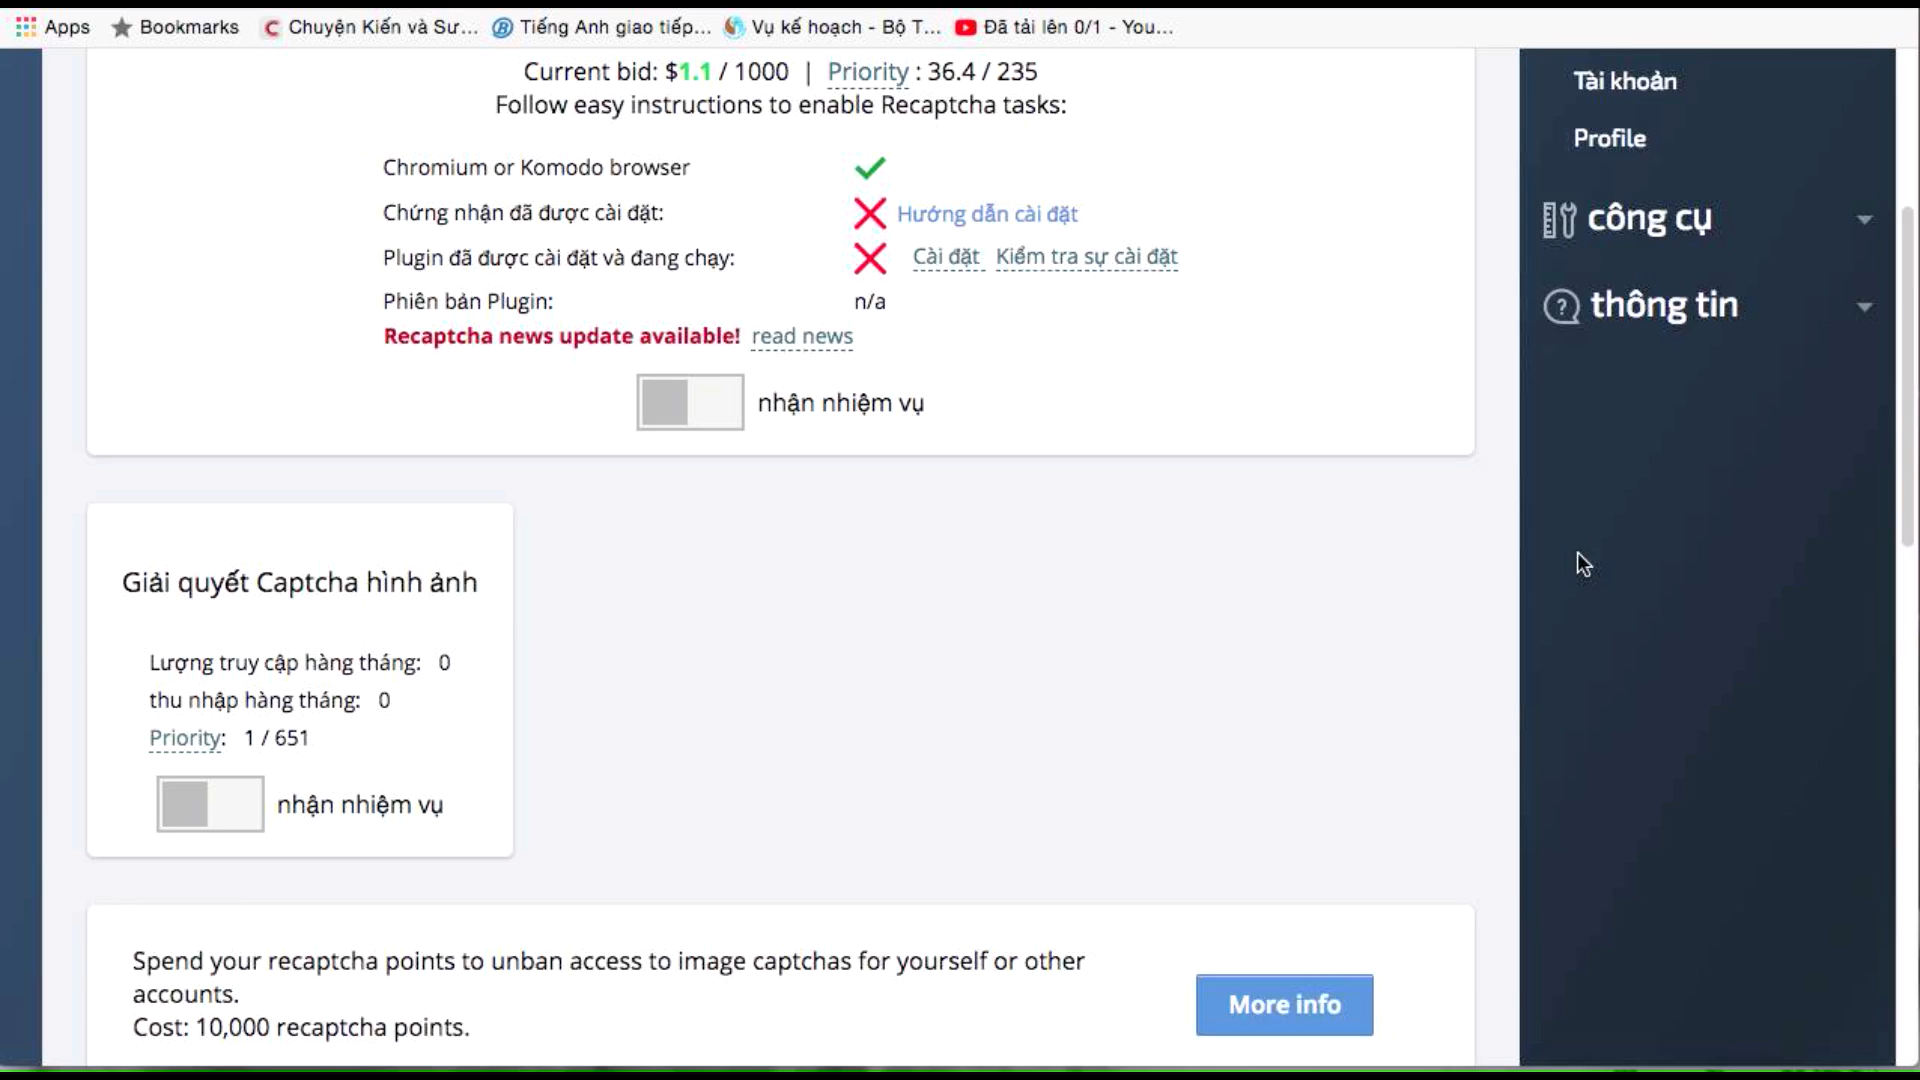 Apps Bookmarks Chuyện Kiến và Sư... Tiếng Anh giao tiếp... Vụ kế hoạch - Bộ T... Đã tải lên 0/1 - You...
Current bid: $1.1 / 1000 | Priority : 36.4 / 235
Follow easy instructions to enable Recaptcha tasks:
Chromium or Komodo browser
Chứng nhận đã được cài đặt: Hướng dẫn cài đặt
Plugin đã được cài đặt và đang chạy: Cài đặt Kiểm tra sự cài đặt
Phiên bản Plugin: n/a
Recaptcha news update available! read news
nhận nhiệm vụ
Giải quyết Captcha hình ảnh
Lượng truy cập hàng tháng: 0
thu nhập hàng tháng: 0
Priority: 1 / 651
nhận nhiệm vụ
Spend your recaptcha points to unban access to image captchas for yourself or other
accounts.
Cost: 10,000 recaptcha points.
More info
Tài khoản
Profile
công cụ
thông tin